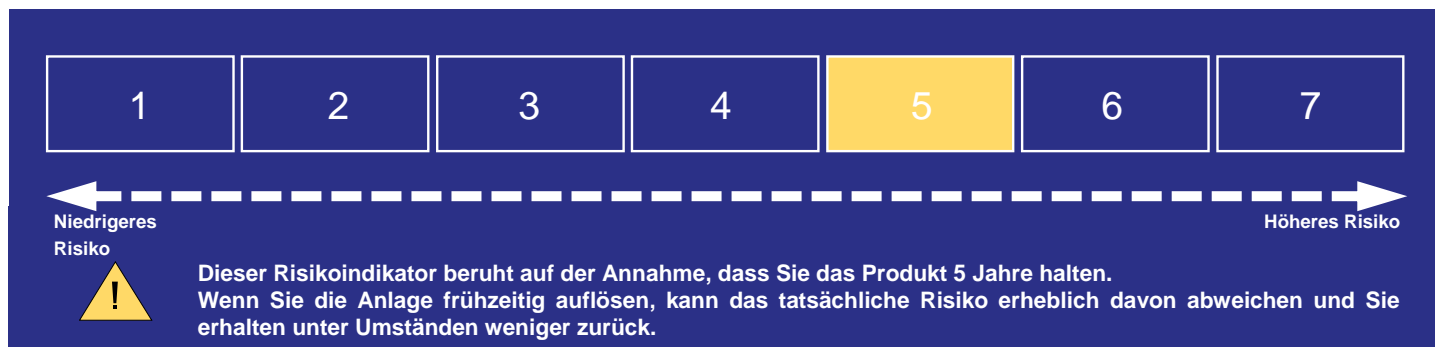 1 2 3 4 5 6 7
Niedrigeres
Risiko
Höheres Risiko
!
Dieser Risikoindikator beruht auf der Annahme, dass Sie das Produkt 5 Jahre halten.
Wenn Sie die Anlage frühzeitig auflösen, kann das tatsächliche Risiko erheblich davon abweichen und Sie
erhalten unter Umständen weniger zurück.